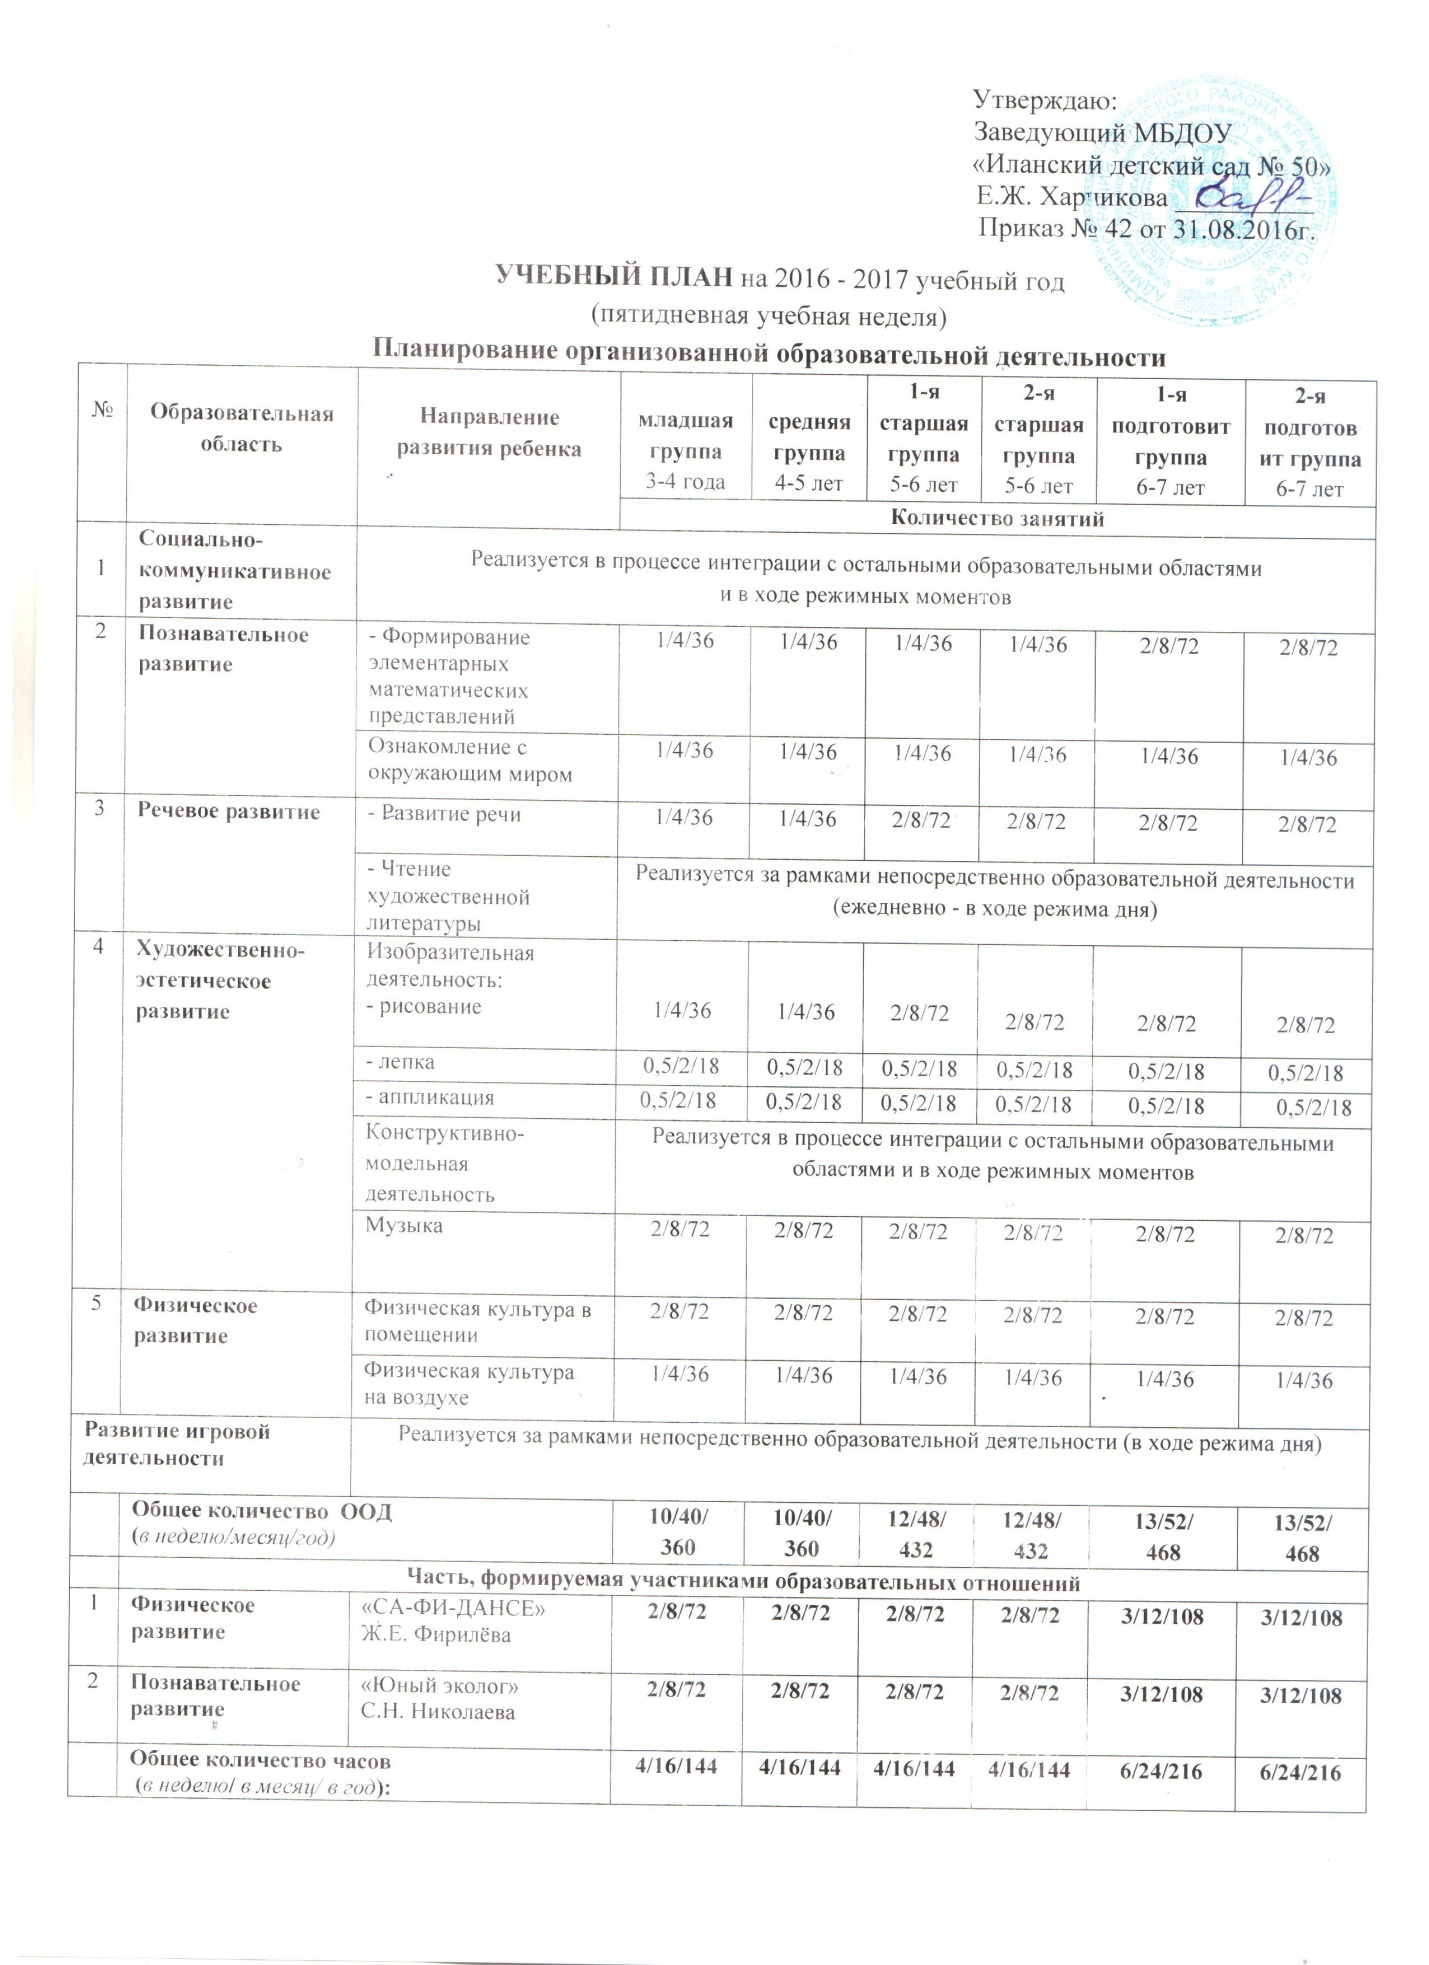 Утверждаю:
Заведующий МБДОУ
«Иланский детский сад № 50»
Е.Ж. Харчикова
Приказ № 42 от 31.08.2016г.
УЧЕБНЫЙ ПЛАН на 2016 - 2017 учебный год
(пятидневная учебная неделя)
Планирование организованной образовательной деятельности
№
Образовательная
область
Направление
развития ребенка
младшая
группа
3-4 года
средняя
группа
4-5 лет
1-я
старшая
группа
5-6 лет
2-я
старшая
группа
5-6 лет
1-я
подготовит
группа
6-7 лет
2-я
подготов
ит группа
6-7 лет
Количество занятий
1
Социально-
коммуникативное
развитие
Реализуется в процессе интеграции с остальными образовательными областями
и в ходе режимных моментов
2
Познавательное
развитие
- Формирование
элементарных
математических
представлений
1/4/36 1/4/36 1/4/36 1/4/36 2/8/72 2/8/72
Ознакомление с
окружающим миром
1/4/36 1/4/36 1/4/36 1/4/36 1/4/36 1/4/36
3
Речевое развитие
- Развитие речи
1/4/36 1/4/36 2/8/72 2/8/72 2/8/72 2/8/72
- Чтение
художественной
литературы
Реализуется за рамками непосредственно образовательной деятельности
(ежедневно - в ходе режима дня)
4
Художественно-
эстетическое
развитие
Изобразительная
деятельность:
- рисование
1/4/36 1/4/36 2/8/72 2/8/72 2/8/72 2/8/72
- лепка
0,5/2/18 0,5/2/18 0,5/2/18 0,5/2/18 0,5/2/18 0,5/2/18
- аппликация
0,5/2/18 0,5/2/18 0,5/2/18 0,5/2/18 0,5/2/18 0,5/2/18
Конструктивно-
модельная
деятельность
Реализуется в процессе интеграции с остальными образовательными
областями и в ходе режимных моментов
Музыка
2/8/72 2/8/72 2/8/72 2/8/72 2/8/72 2/8/72
5
Физическое
развитие
Физическая культура в
помещении
2/8/72 2/8/72 2/8/72 2/8/72 2/8/72 2/8/72
Физическая культура
на воздухе
1/4/36 1/4/36 1/4/36 1/4/36 1/4/36 1/4/36
Развитие игровой
деятельности
Реализуется за рамками непосредственно образовательной деятельности (в ходе режима дня)
Общее количество ООД
(в неделю/месяц/год)
10/40/
360
10/40/
360
12/48/
432
12/48/
432
13/52/
468
13/52/
468
Часть, формируемая участниками образовательных отношений
1
Физическое
развитие
«СА-ФИ-ДАНСЕ»
Ж.Е. Фирилёва
2/8/72 2/8/72 2/8/72 2/8/72 3/12/108 3/12/108
2
Познавательное
развитие
«Юный эколог»
С.Н. Николаева
2/8/72 2/8/72 2/8/72 2/8/72 3/12/108 3/12/108
Общее количество часов
(в неделю/ в месяц/ в год):
4/16/144 4/16/144 4/16/144 4/16/144 6/24/216 6/24/216